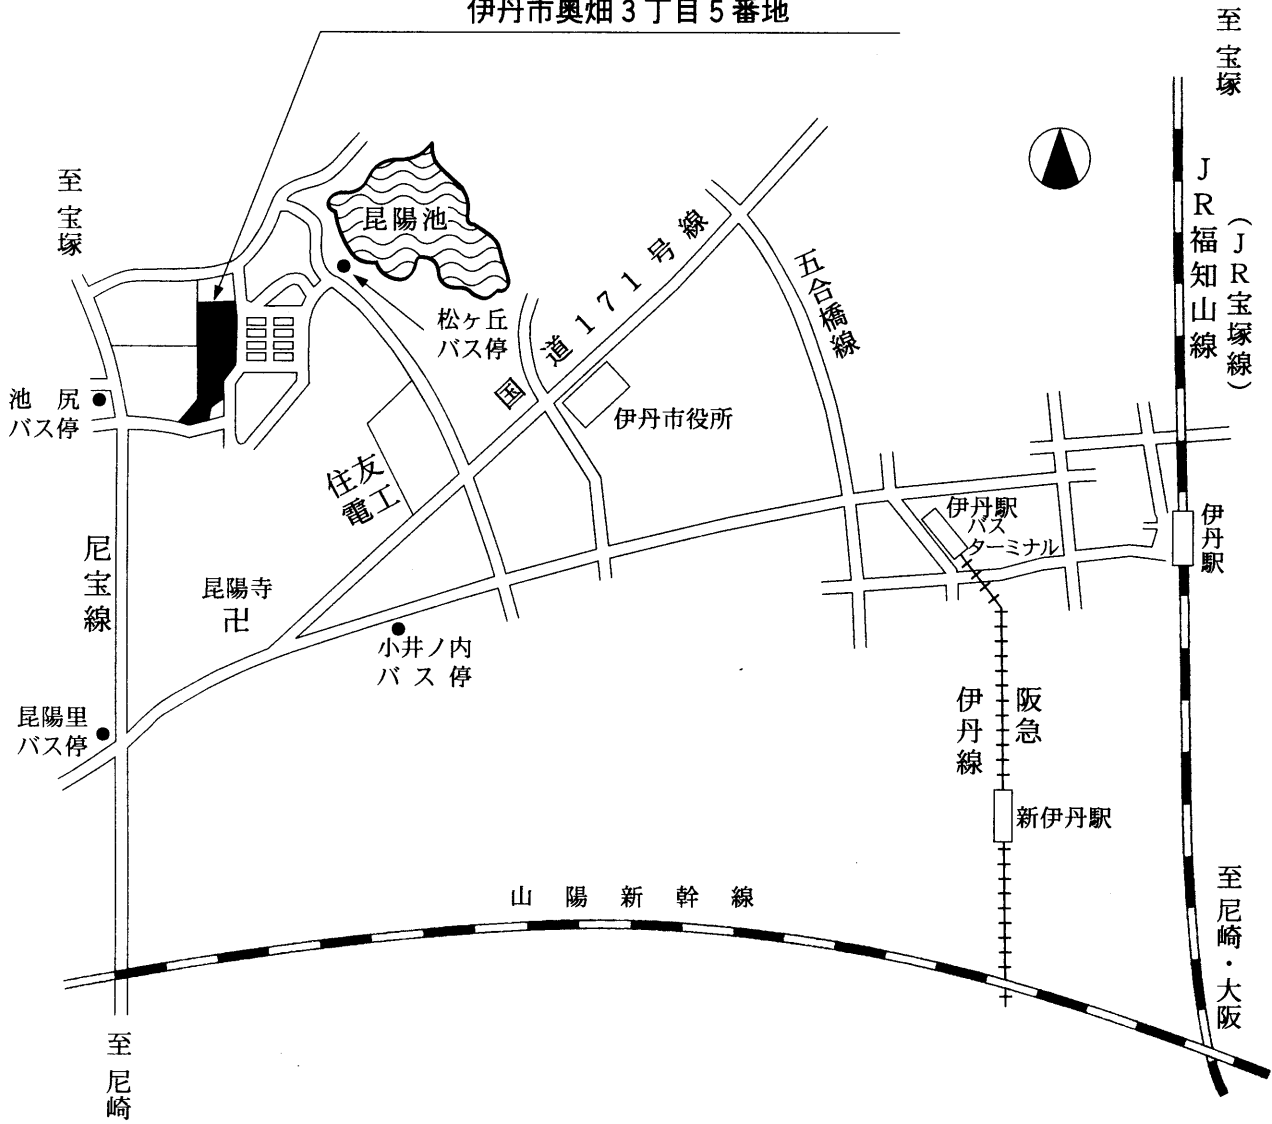 伊丹市奥畑3丁目5番地
至宝塚
至宝塚
昆陽池
JR福知山線
(JR宝塚線)
国道171号線
五合橋線
松ヶ丘
バス停
池尻
バス停
伊丹市役所
住友
電工
伊丹駅
バス
ターミナル
伊丹駅
尼宝線
昆陽寺
卍
小井ノ内
バス停
昆陽里
バス停
阪急
伊丹線
新伊丹駅
山陽新幹線
至尼崎・大阪
至尼崎